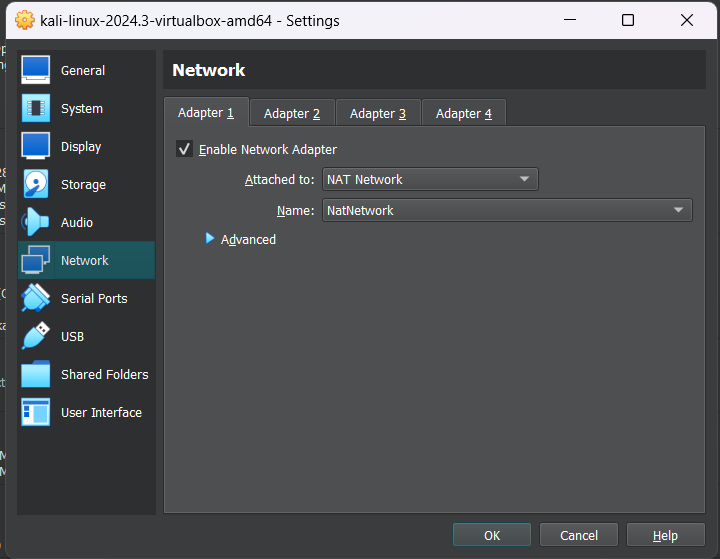 kali-linux-2024.3-virtualbox-amd64 - Settings
General
System
Display
Storage
Audio
Network
Serial Ports
USB
Shared Folders
User Interface
Network
Adapter 1 Adapter 2 Adapter 3 Adapter 4
Enable Network Adapter
Attached to: NAT Network
Name: NatNetwork
Advanced
OK Cancel Help